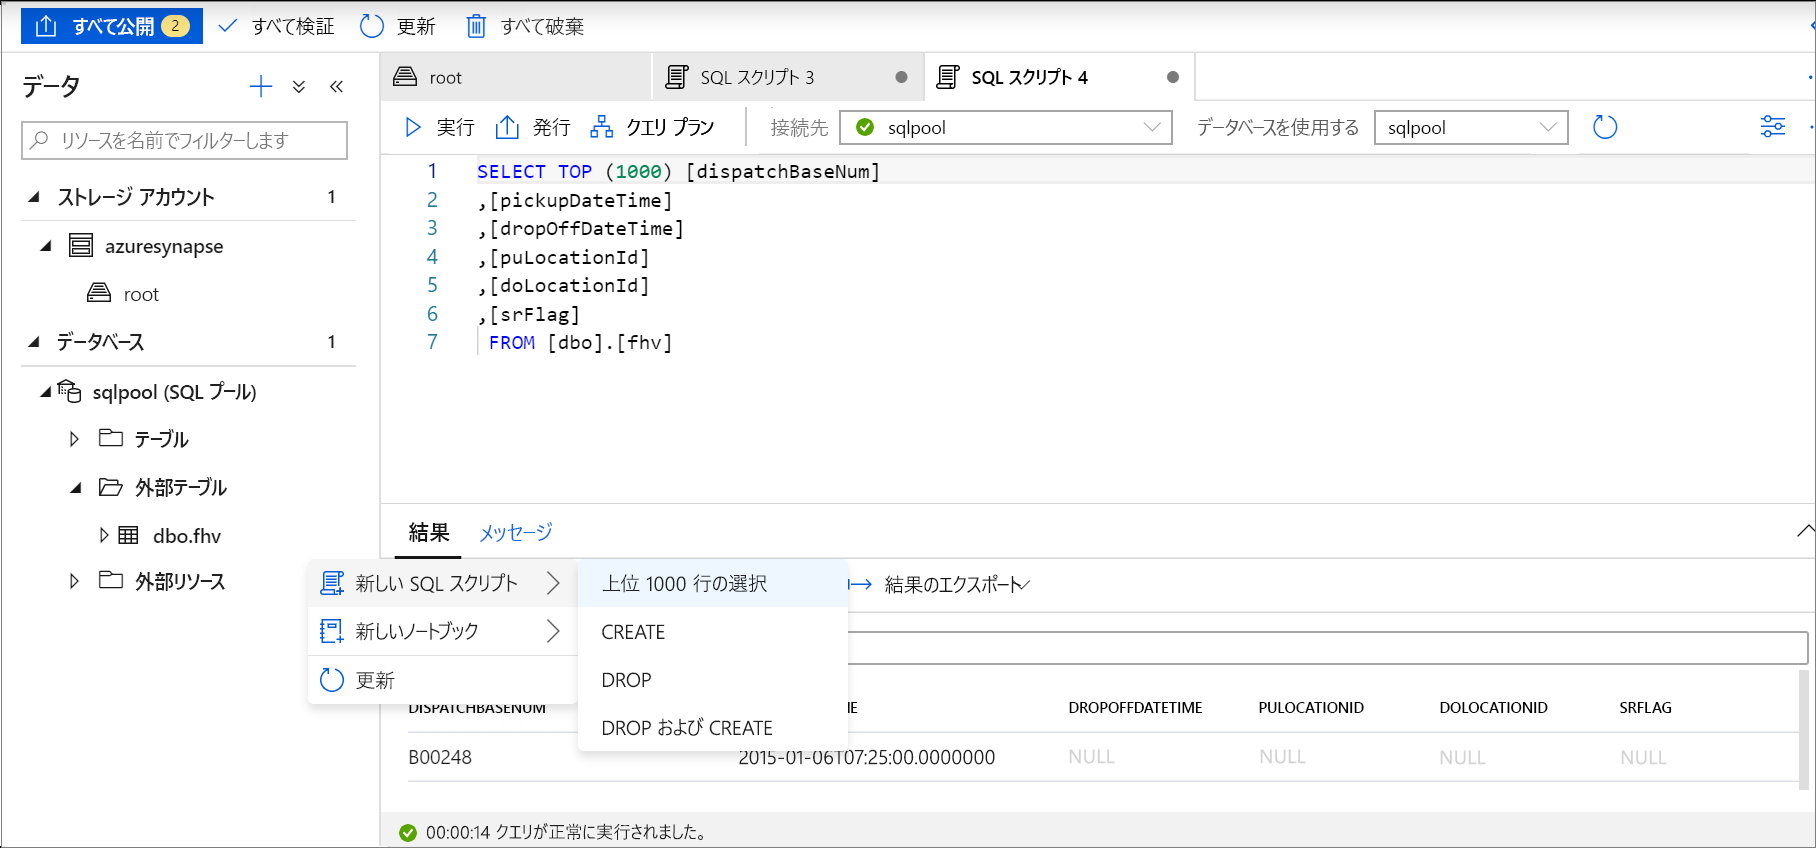 すべて公開 2 すべて検証 更新 すべて破棄
データ
リソースを名前でフィルターします
ストレージ アカウント 1
azuresynapse
root
データベース 1
sqlpool (SQL プール)
テーブル
外部テーブル
dbo.fhv
外部リソース
root SQL スクリプト 3 SQL スクリプト 4
実行 発行 クエリ プラン 接続先 sqlpool データベースを使用する sqlpool
1 SELECT TOP (1000) [dispatchBaseNum]
2 ,[pickupDateTime]
3 ,[dropOffDateTime]
4 ,[puLocationId]
5 ,[doLocationId]
6 ,[srFlag]
7 FROM [dbo].[fhv]
結果 メッセージ
新しい SQL スクリプト
新しいノートブック
更新
上位 1000 行の選択
CREATE
DROP
DROP および CREATE
結果のエクスポート
DISPATCHBASENUM DROPOFFDATETIME PULOCATIONID DOLOCATIONID SRFLAG
B00248 2015-01-06T07:25:00.0000000 NULL NULL NULL NULL
00:00:14 クエリが正常に実行されました。